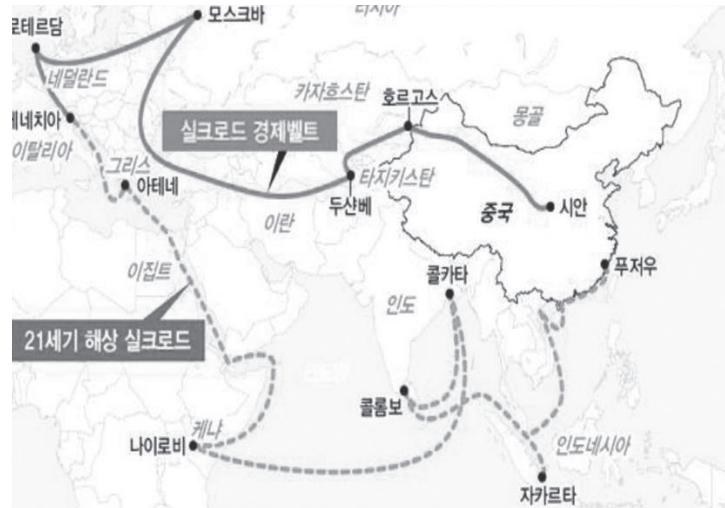 모스크바
로테르담
네덜란드
카자흐스탄
호르고스
몽골
베네치아
실크로드 경제벨트
이탈리아
그리스
아테네
타지키스탄
두샨베
이란
중국
시안
이집트
콜카타
푸저우
인도
21세기 해상 실크로드
콜롬보
케냐
나이로비
인도네시아
자카르타